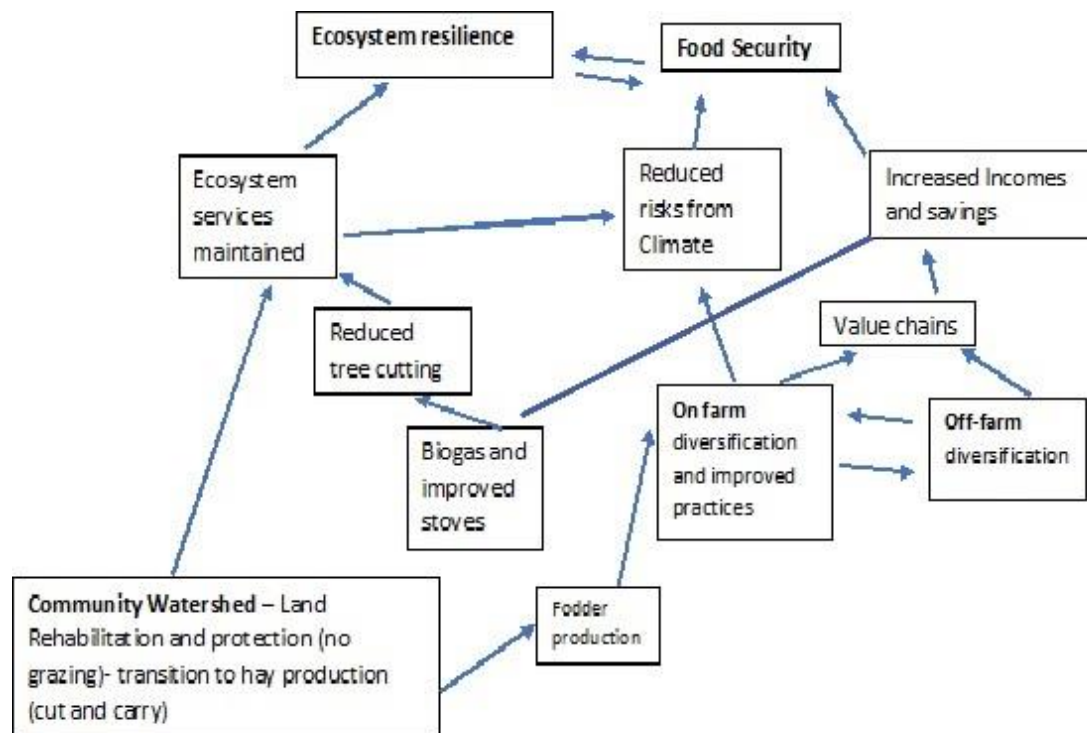 Ecosystem resilience
Food Security
Ecosystem
services
maintained
Reduced
risks from
Climate
Increased Incomes
and savings
Reduced
tree cutting
Value chains
Biogas and
improved
stoves
On farm
diversification
and improved
practices
Off-farm
diversification
Community Watershed – Land
Rehabilitation and protection (no
grazing)- transition to hay production
(cut and carry)
Fodder
production